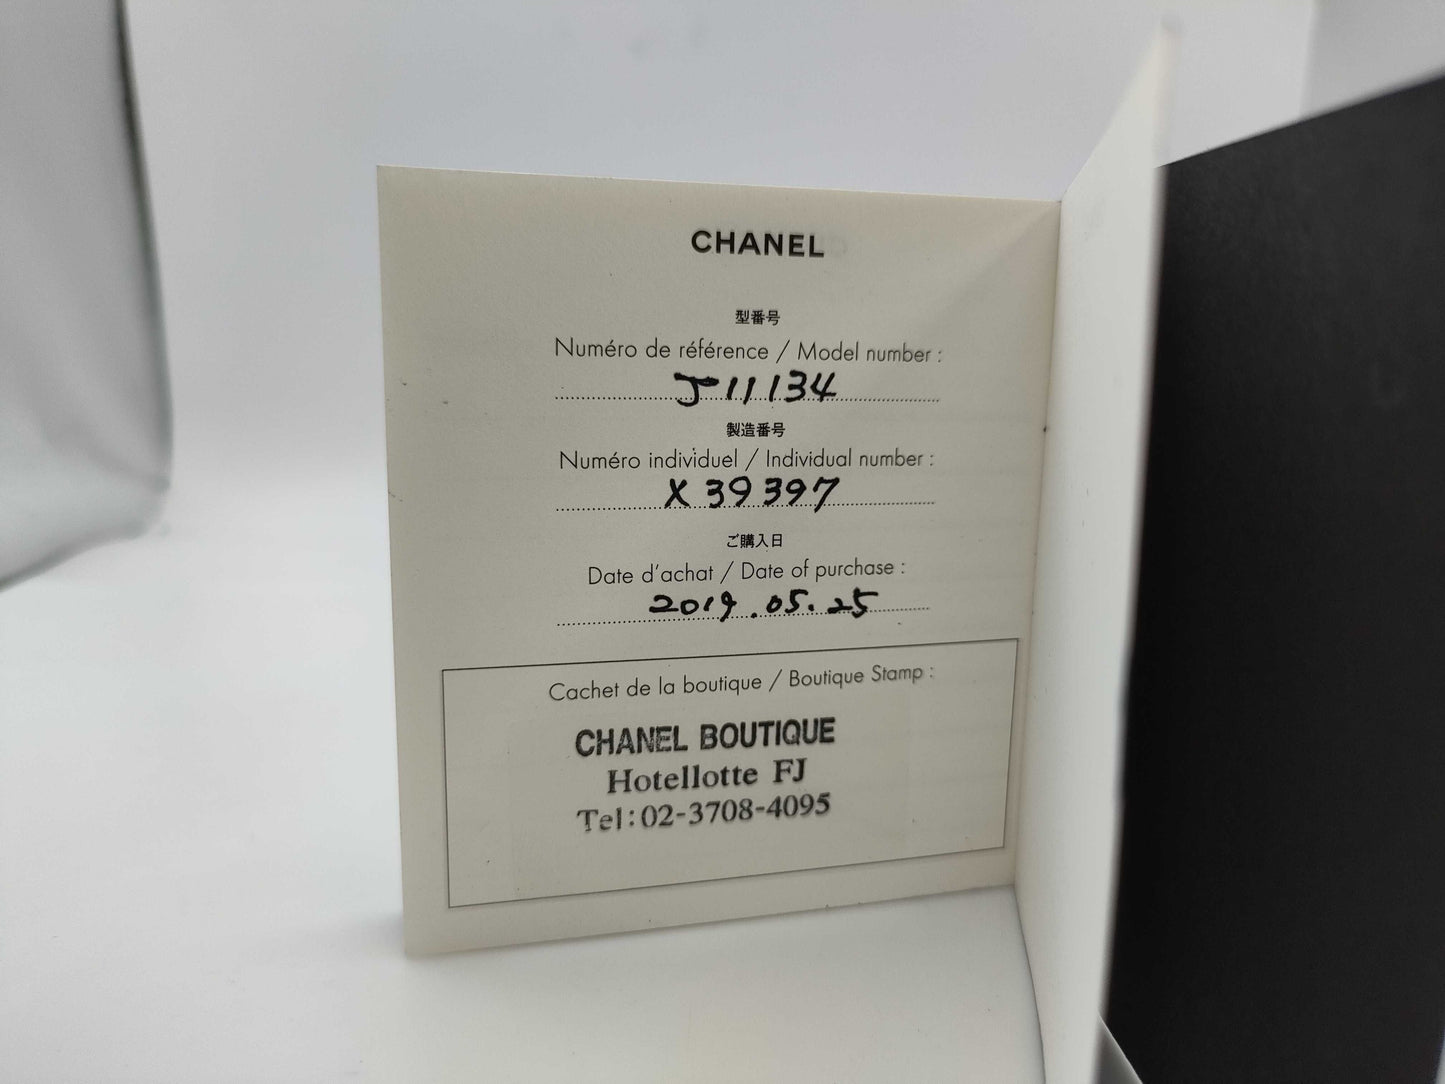 CHANEL
型番号
Numéro de référence / Model number :
J11134
製造番号
Numéro individuel / Individual number :
X 39397
ご購入日
Date d'achat / Date of purchase :
2019.05.25
Cachet de la boutique / Boutique Stamp :
CHANEL BOUTIQUE
Hotellotte FJ
Tel:02-3708-4095